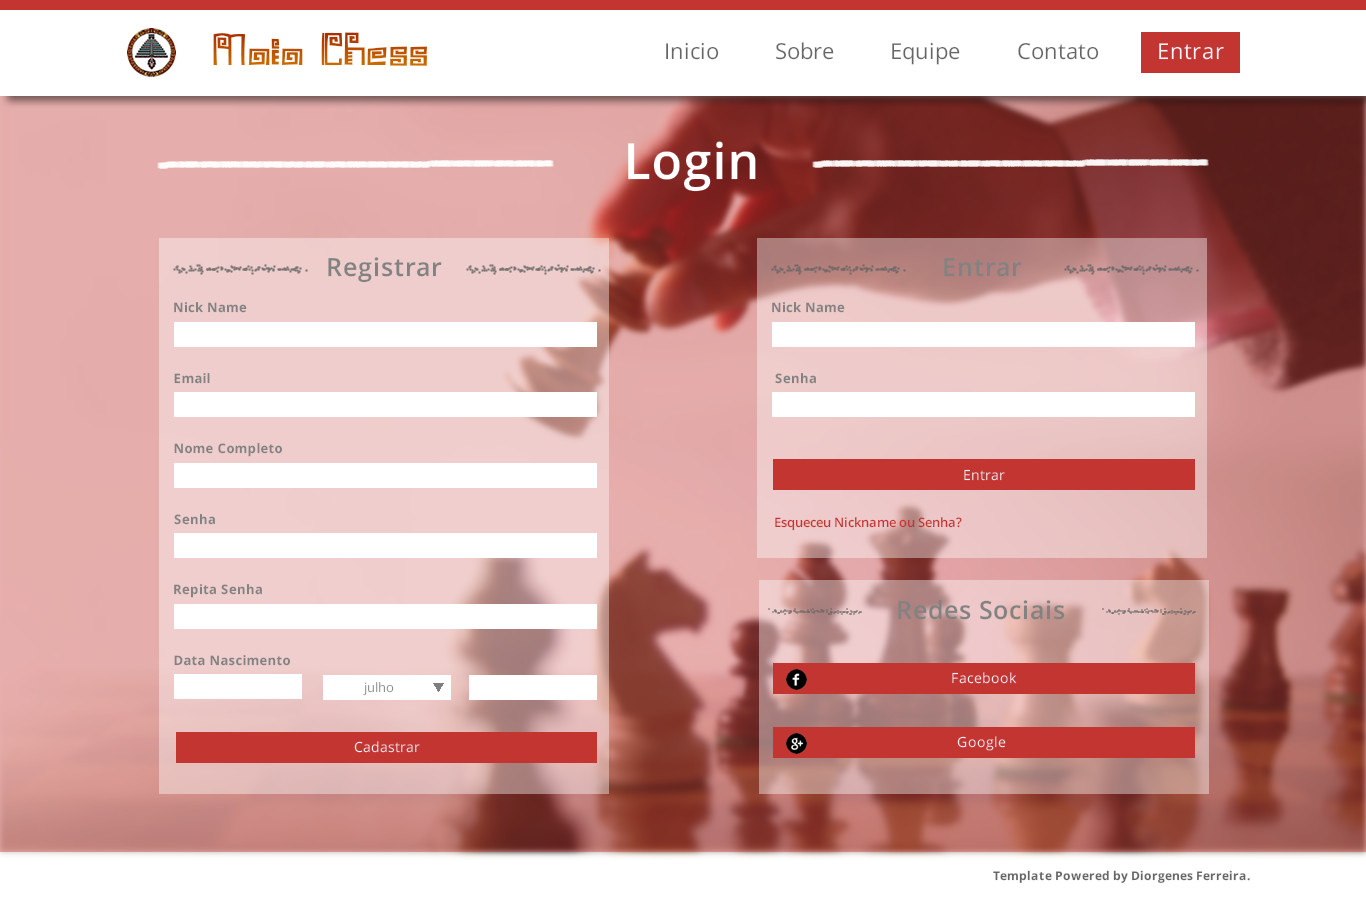 Maia Chess
Inicio
Sobre
Equipe
Contato
Entrar
Login
Registrar
Nick Name
Email
Nome Completo
Senha
Repita Senha
Data Nascimento
julho
Cadastrar
Entrar
Nick Name
Senha
Entrar
Esqueceu Nickname ou Senha?
Redes Sociais
Facebook
Google
Template Powered by Diorgenes Ferreira.